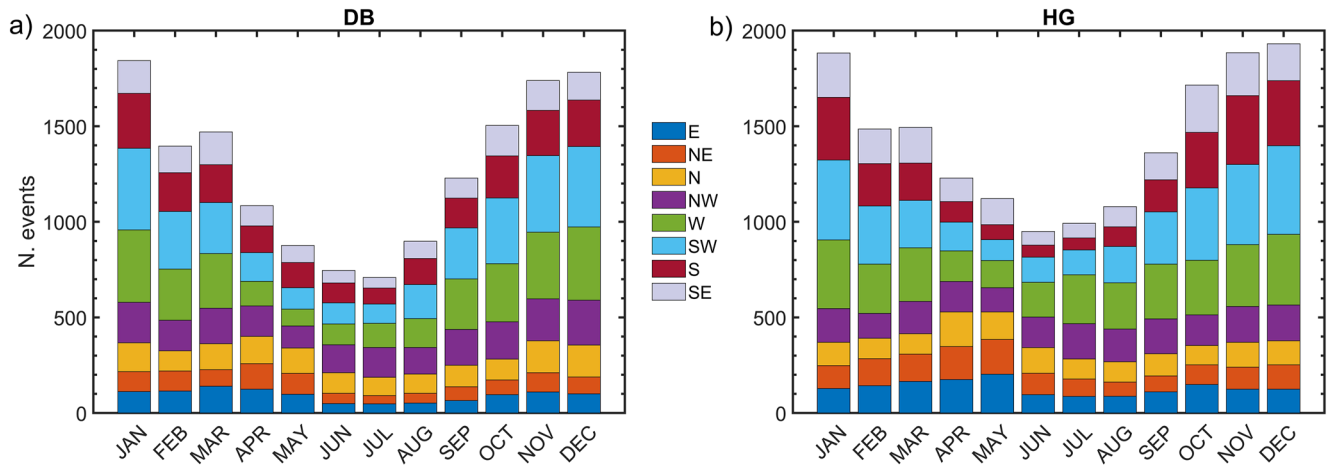 a)
DB
N. events
2000
1500
1000
500
0
JAN FEB MAR APR MAY JUN JUL AUG SEP OCT NOV DEC
E
NE
N
NW
W
SW
S
SE
b)
HG
2000
1500
1000
500
0
JAN FEB MAR APR MAY JUN JUL AUG SEP OCT NOV DEC